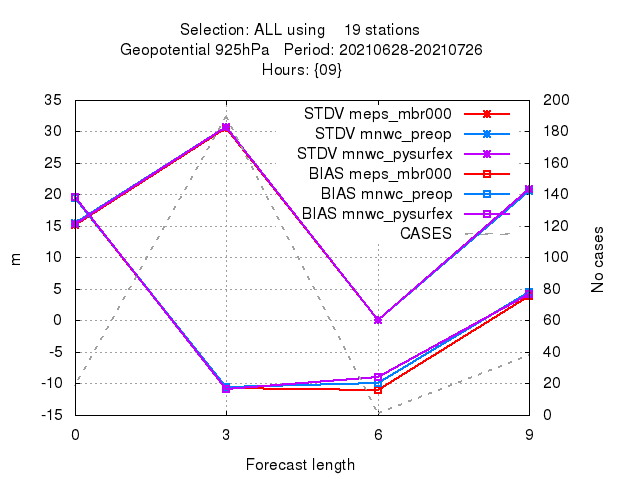 Selection: ALL using 19 stations
Geopotential 925hPa Period: 20210628-20210726
Hours: {09}
35
30
25
20
15
10
5
0
-5
-10
-15
m
STDV meps_mbr000
STDV mnwc_preop
STDV mnwc_pysurfex
BIAS meps_mbr000
BIAS mnwc_preop
BIAS mnwc_pysurfex
CASES
200
180
160
140
120
100
80
60
40
20
0
No cases
0 3 6 9
Forecast length